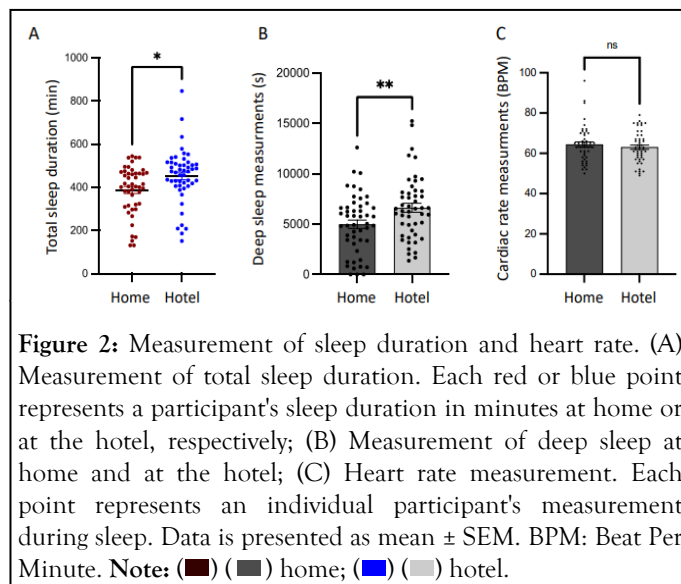 A
B
C
Total sleep duration (min)
1000
800
600
400
200
0
*
Home
Hotel
Deep sleep measurments (s)
20000
15000
10000
5000
0
**
Home
Hotel
Cardiac rate measurments (BPM)
100
80
60
40
20
0
ns
Home
Hotel
Figure 2: Measurement of sleep duration and heart rate. (A)
Measurement of total sleep duration. Each red or blue point
represents a participant's sleep duration in minutes at home or
at the hotel, respectively; (B) Measurement of deep sleep at
home and at the hotel; (C) Heart rate measurement. Each
point represents an individual participant's measurement
during sleep. Data is presented as mean ± SEM. BPM: Beat Per
Minute. Note: (■) (■) home; (■) (■) hotel.